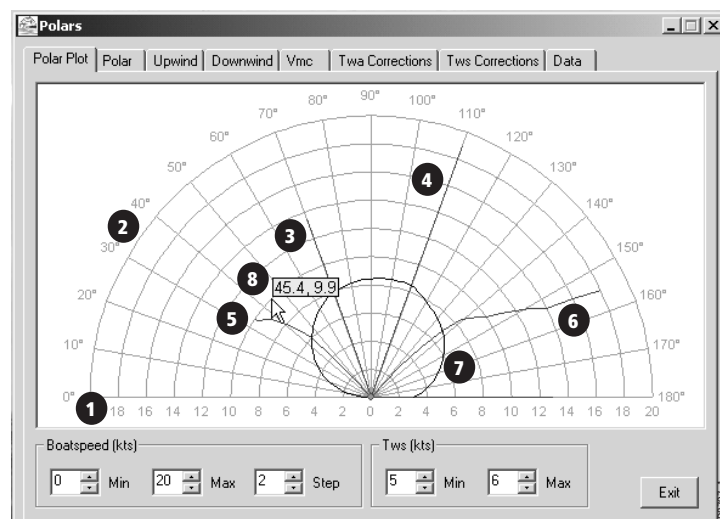 Polars
Polar Plot Polar Upwind Downwind Vmc Twa Corrections Tws Corrections Data
90°
80° 100°
70° 110°
60° 120°
50° 130°
4
2 40° 140°
3
8 45.4, 9.9
30° 150°
5 6
20° 160°
7
10° 170°
0° 180°
1 18 16 14 12 10 8 6 4 2 0 2 4 6 8 10 12 14 16 18 20
Boatspeed (kts) Tws (kts)
0 Min 20 Max 2 Step 5 Min 6 Max Exit